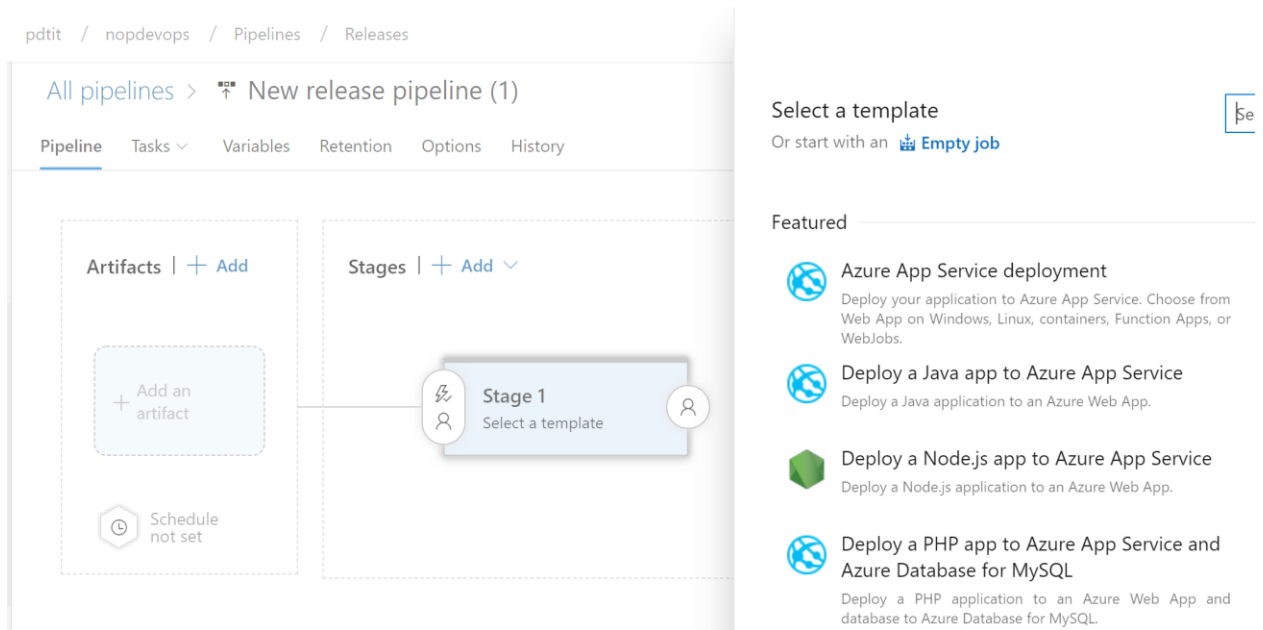 pdtit / nopdevops / Pipelines / Releases
All pipelines > New release pipeline (1)
Pipeline Tasks Variables Retention Options History
Artifacts | + Add
Stages | + Add
+ Add an
artifact
Schedule
not set
Stage 1
Select a template
Select a template
Se
Or start with an Empty job
Featured
Azure App Service deployment
Deploy your application to Azure App Service. Choose from
Web App on Windows, Linux, containers, Function Apps, or
WebJobs.
Deploy a Java app to Azure App Service
Deploy a Java application to an Azure Web App.
Deploy a Node.js app to Azure App Service
Deploy a Node.js application to an Azure Web App.
Deploy a PHP app to Azure App Service and
Azure Database for MySQL
Deploy a PHP application to an Azure Web App and
database to Azure Database for MySQL.